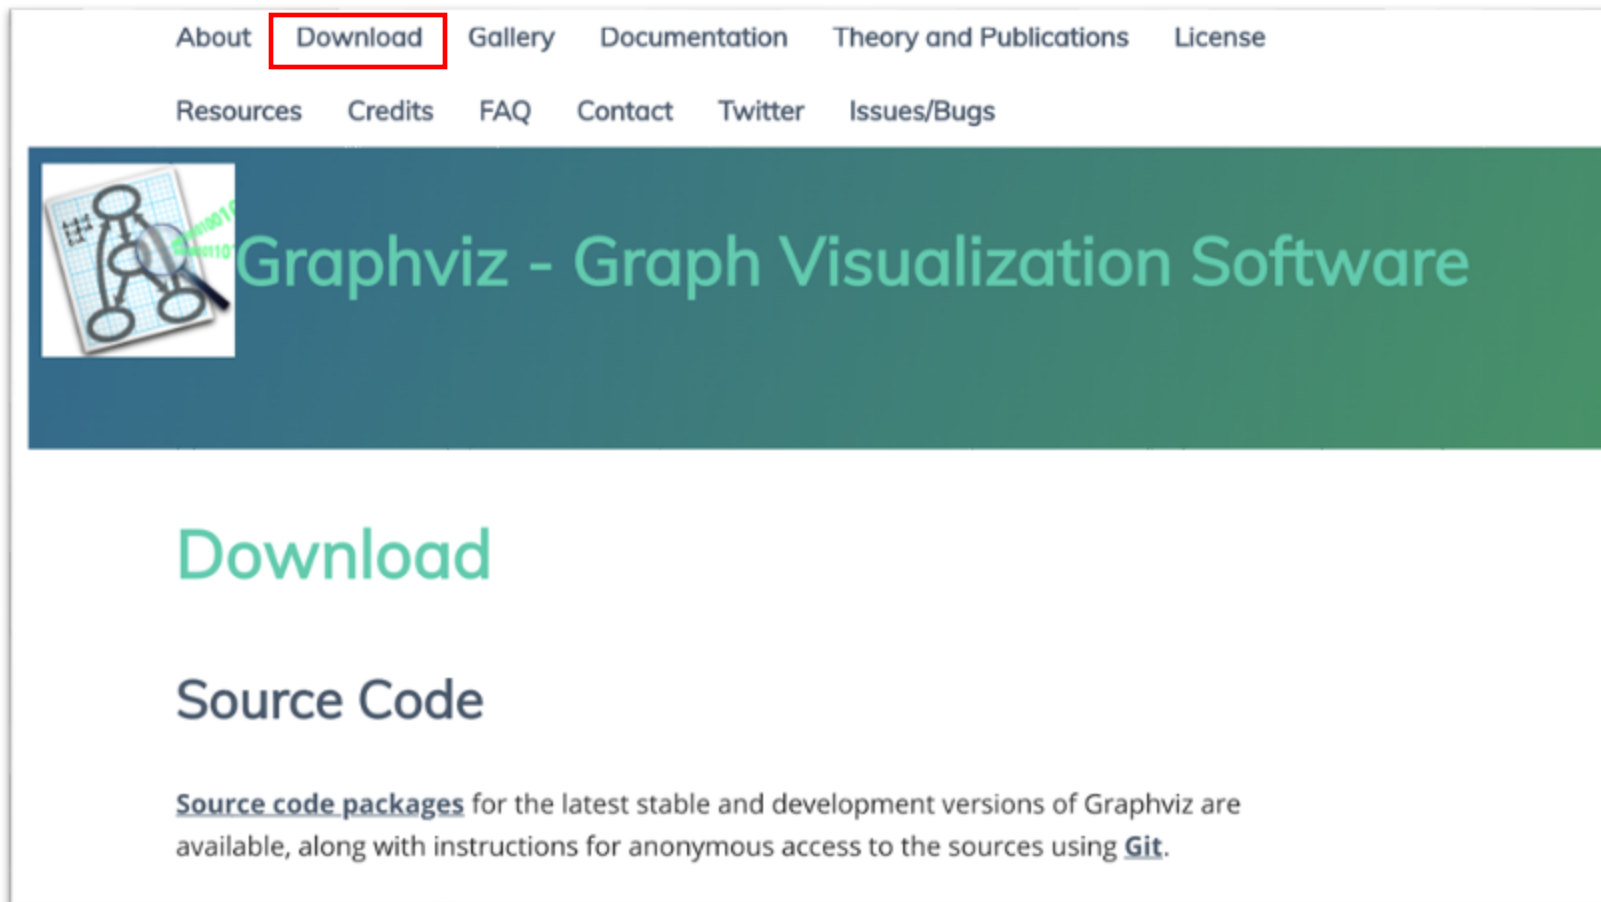 About Download Gallery Documentation Theory and Publications License
Resources Credits FAQ Contact Twitter Issues/Bugs
Graphviz - Graph Visualization Software
Download
Source Code
Source code packages for the latest stable and development versions of Graphviz are
available, along with instructions for anonymous access to the sources using Git.